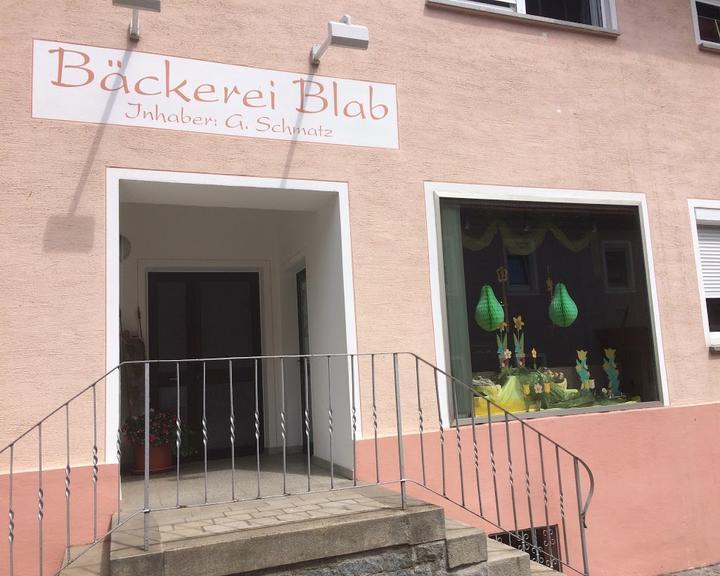 Bäckerei Blab
Inhaber: G. Schmatz